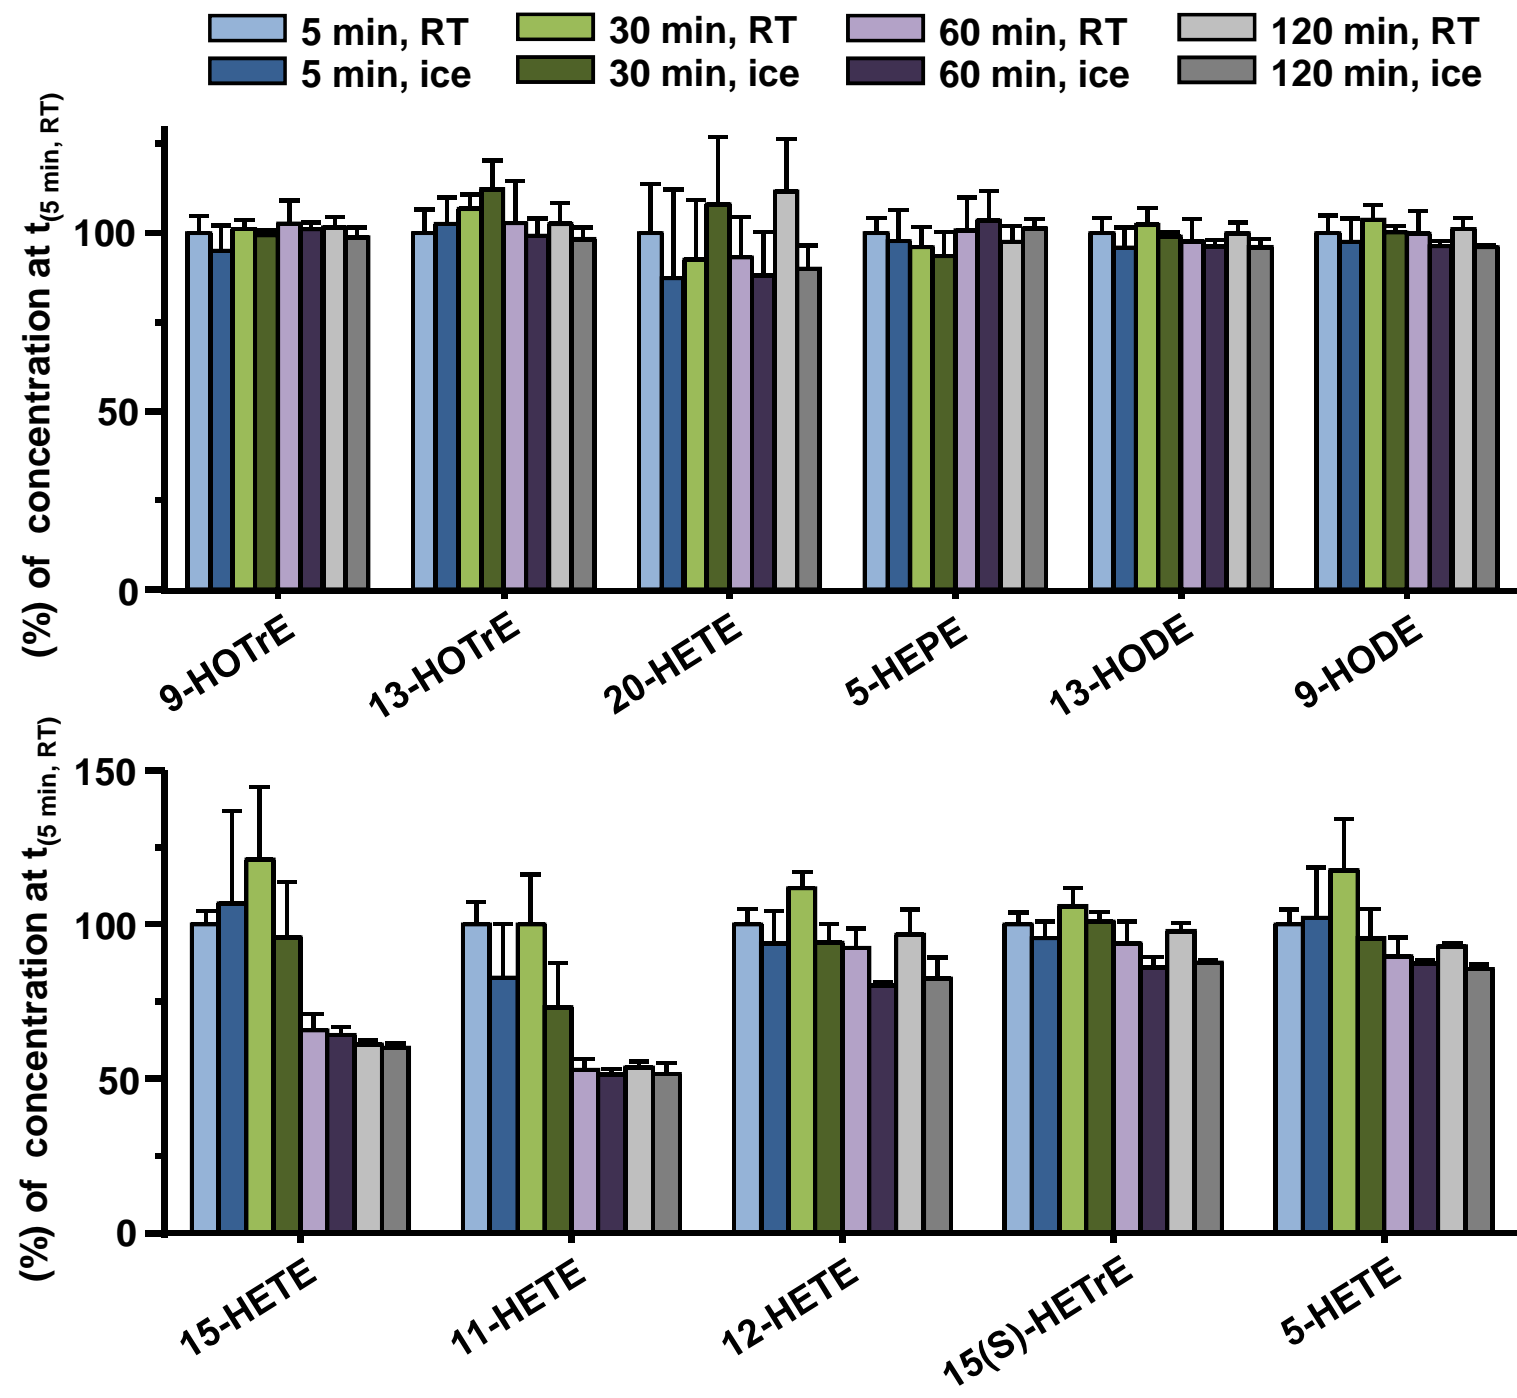 5 min, RT 30 min, RT 60 min, RT 120 min, RT
5 min, ice 30 min, ice 60 min, ice 120 min, ice
(%) of concentration at t(5 min, RT)
100
50
0
9-HOTrE 13-HOTrE 20-HETE 5-HEPE 13-HODE 9-HODE
(%) of concentration at t(5 min, RT)
150
100
50
0
15-HETE 11-HETE 12-HETE 15(S)-HETrE 5-HETE